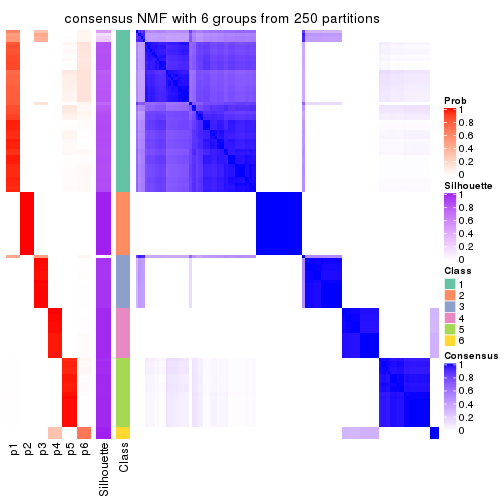 consensus NMF with 6 groups from 250 partitions
Prob
1
0.8
0.6
0.4
0.2
0
Silhouette
1
0.8
0.6
0.4
0.2
0
Class
1
2
3
4
5
6
Consensus
1
0.8
0.6
0.4
0.2
0
p1
p2
p3
p4
p5
p6
Silhouette
Class